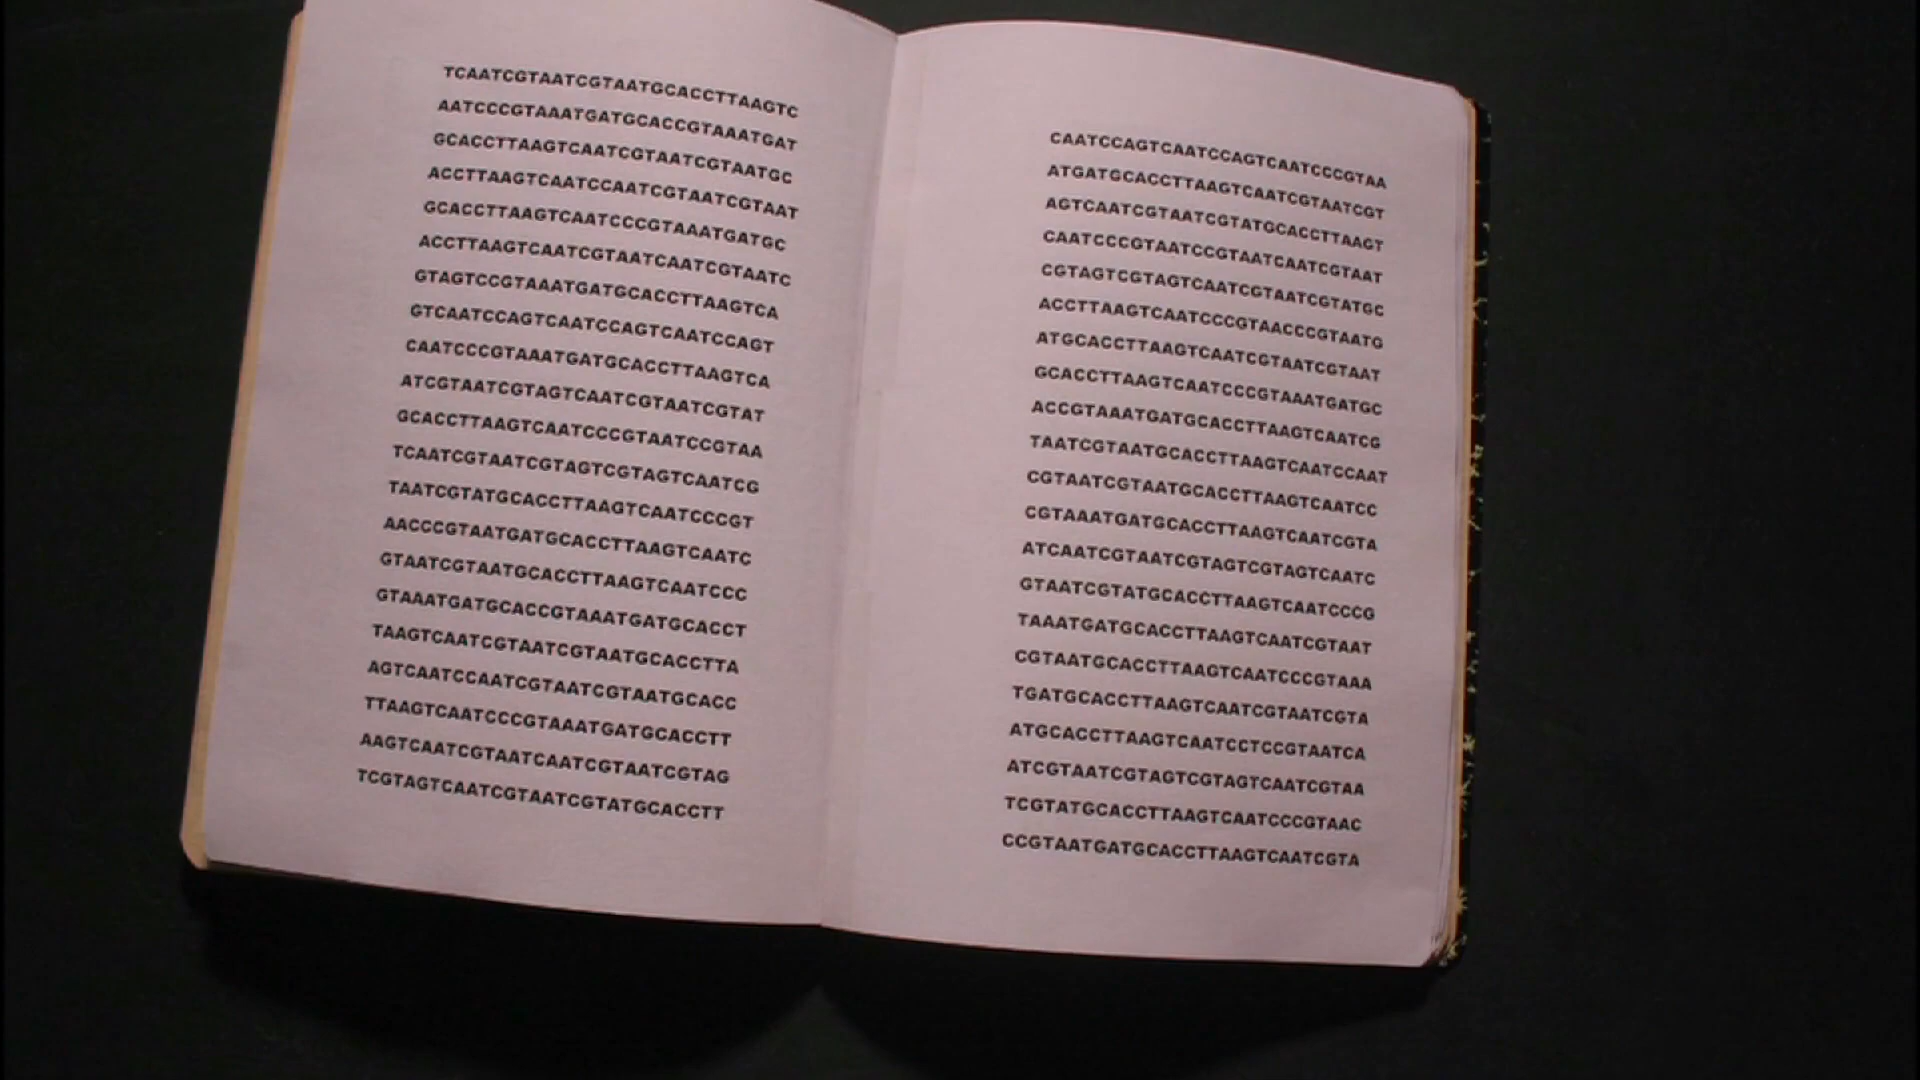 TCAATCGTAATCGTAATGCACCTTAAGTC
AATCCCGTAAATGATGCACCGTAAATGAT
GCACCTTAAGTCAATCGTAATCGTAATGC
ACCTTAAGTCAATCCAATCGTAATCGTAAT
GCACCTTAAGTCAATCCCGTAAATGATGC
ACCTTAAGTCAATCGTAATCAATCGTAATC
GTAGTCCGTAAATGATGCACCTTAAGTCA
GTCAATCCAGTCAATCCAGTCAATCCAGT
CAATCCCGTAAATGATGCACCTTAAGTCA
ATCGTAATCGTAGTCAATCGTAATCGTAT
GCACCTTAAGTCAATCCCGTAATCCGTAA
TCAATCGTAATCGTAGTCGTAGTCAATCG
TAATCGTATGCACCTTAAGTCAATCCCGT
AACCCGTAATGATGCACCTTAAGTCAATC
GTAATCGTAATGCACCTTAAGTCAATCCC
GTAAATGATGCACCGTAAATGATGCACCT
TAAGTCAATCGTAATCGTAATGCACCTTA
AGTCAATCCAATCGTAATCGTAATGCACC
TTAAGTCAATCCCGTAAATGATGCACCTT
AAGTCAATCGTAATCAATCGTAATCGTAG
TCGTAGTCAATCGTAATCGTATGCACCTT
CAATCCAGTCAATCCAGTCAATCCCGTAA
ATGATGCACCTTAAGTCAATCGTAATCGT
AGTCAATCGTAATCGTATGCACCTTAAGT
CAATCCCGTAATCCGTAATCAATCGTAAT
CGTAGTCGTAGTCAATCGTAATCGTATGC
ACCTTAAGTCAATCCCGTAACCCGTAATG
ATGCACCTTAAGTCAATCGTAATCGTAAT
GCACCTTAAGTCAATCCCGTAAATGATGC
ACCGTAAATGATGCACCTTAAGTCAATCG
TAATCGTAATGCACCTTAAGTCAATCCAAT
CGTAATCGTAATGCACCTTAAGTCAATCC
CGTAAATGATGCACCTTAAGTCAATCGTA
ATCAATCGTAATCGTAGTCGTAGTCAATC
GTAATCGTATGCACCTTAAGTCAATCCCG
TAAATGATGCACCTTAAGTCAATCGTAAT
CGTAATGCACCTTAAGTCAATCCCGTAAA
TGATGCACCTTAAGTCAATCGTAATCGTA
ATGCACCTTAAGTCAATCCTCCGTAATCA
ATCGTAATCGTAGTCGTAGTCAATCGTAA
TCGTATGCACCTTAAGTCAATCCCGTAAC
CCGTAATGATGCACCTTAAGTCAATCGTA